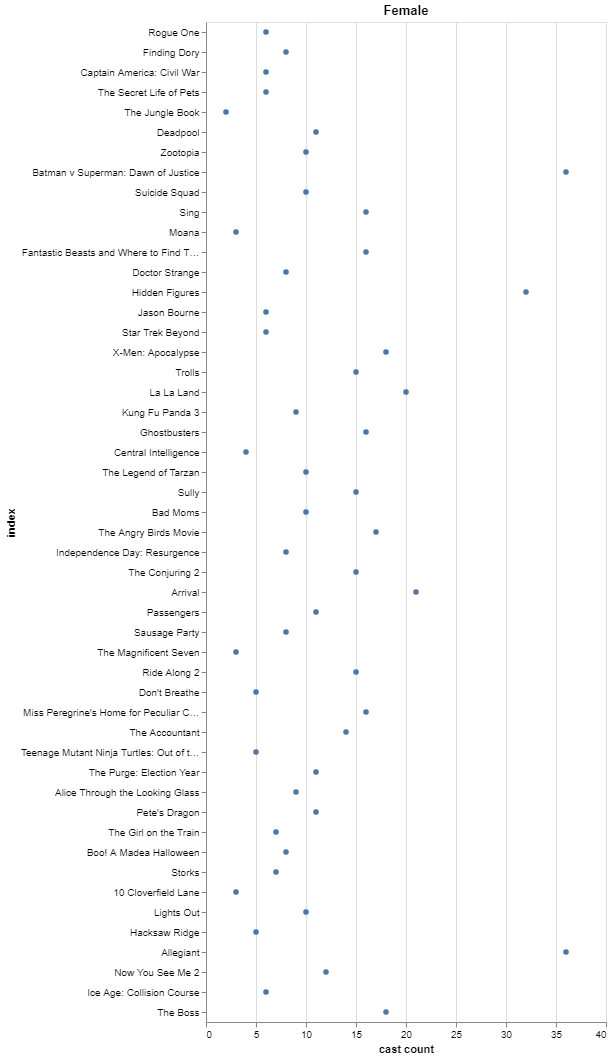 Female
Rogue One
Finding Dory
Captain America: Civil War
The Secret Life of Pets
The Jungle Book
Deadpool
Zootopia
Batman v Superman: Dawn of Justice
Suicide Squad
Sing
Moana
Fantastic Beasts and Where to Find T…
Doctor Strange
Hidden Figures
Jason Bourne
Star Trek Beyond
X-Men: Apocalypse
Trolls
La La Land
Kung Fu Panda 3
Ghostbusters
Central Intelligence
The Legend of Tarzan
Sully
Bad Moms
The Angry Birds Movie
Independence Day: Resurgence
The Conjuring 2
Arrival
Passengers
Sausage Party
The Magnificent Seven
Ride Along 2
Don't Breathe
Miss Peregrine's Home for Peculiar C…
The Accountant
Teenage Mutant Ninja Turtles: Out of t…
The Purge: Election Year
Alice Through the Looking Glass
Pete's Dragon
The Girl on the Train
Boo! A Madea Halloween
Storks
10 Cloverfield Lane
Lights Out
Hacksaw Ridge
Allegiant
Now You See Me 2
Ice Age: Collision Course
The Boss
index
0 5 10 15 20 25 30 35 40
cast count